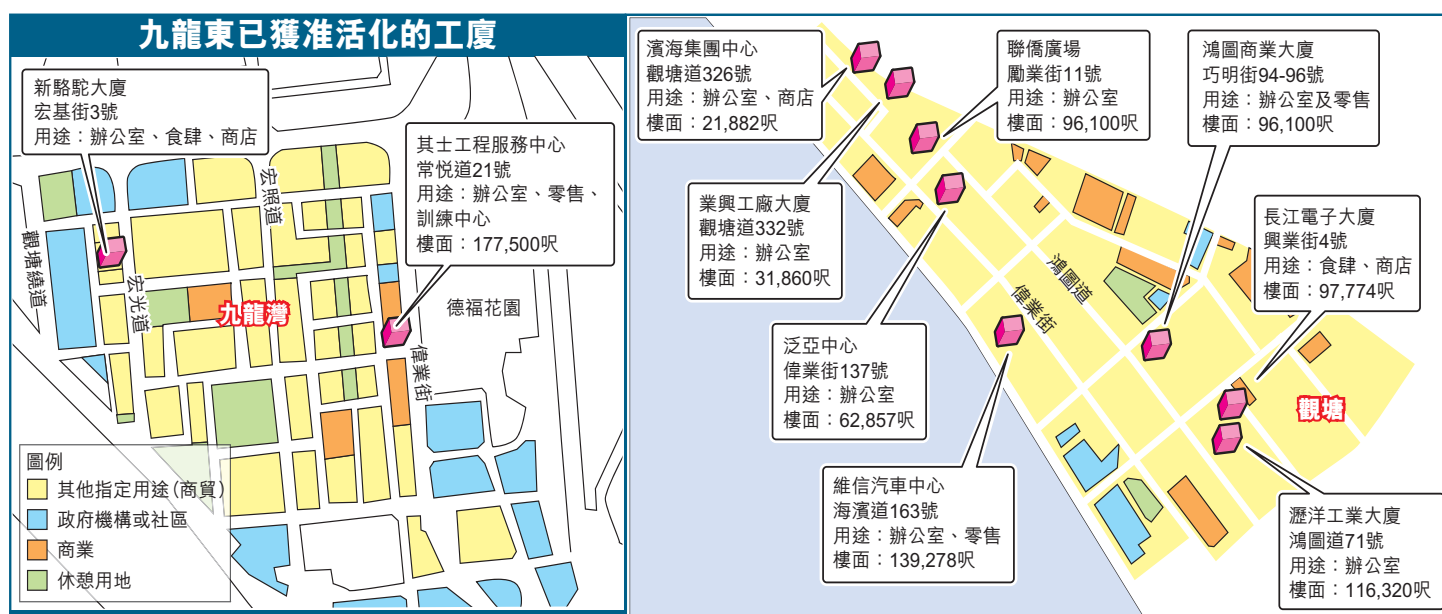 九龍東已獲准活化的工廈
新駱駝大廈
宏基街3號
用途：辦公室、食肆、商店
其士工程服務中心
常悦道21號
用途：辦公室、零售、
訓練中心
樓面：177,500呎
宏照道
觀塘繞道
宏光道
九龍灣
德福花園
偉業街
圖例
其他指定用途(商貿)
政府機構或社區
商業
休憩用地
濱海集團中心
觀塘道326號
用途：辦公室、商店
樓面：21,882呎
聯僑廣場
勵業街11號
用途：辦公室
樓面：96,100呎
鴻圖商業大廈
巧明街94-96號
用途：辦公室及零售
樓面：96,100呎
業興工廠大廈
觀塘道332號
用途：辦公室
樓面：31,860呎
長江電子大廈
興業街4號
用途：食肆、商店
樓面：97,774呎
鴻圖道
偉業街
泛亞中心
偉業街137號
用途：辦公室
樓面：62,857呎
觀塘
維信汽車中心
海濱道163號
用途：辦公室、零售
樓面：139,278呎
瀝洋工業大廈
鴻圖道71號
用途：辦公室
樓面：116,320呎